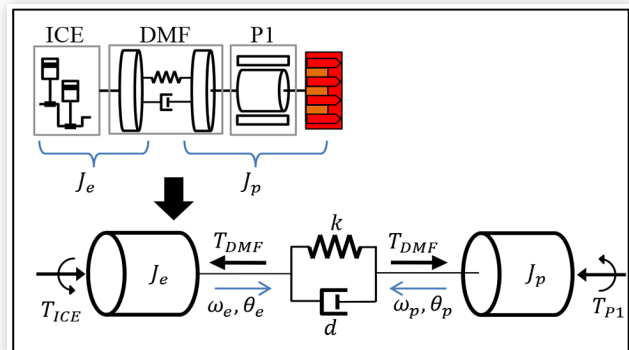 ICE DMF P1
J_e J_p
k
T_DMF T_DMF
J_e J_p
T_ICE ω_e, θ_e ω_p, θ_p T_P1
d